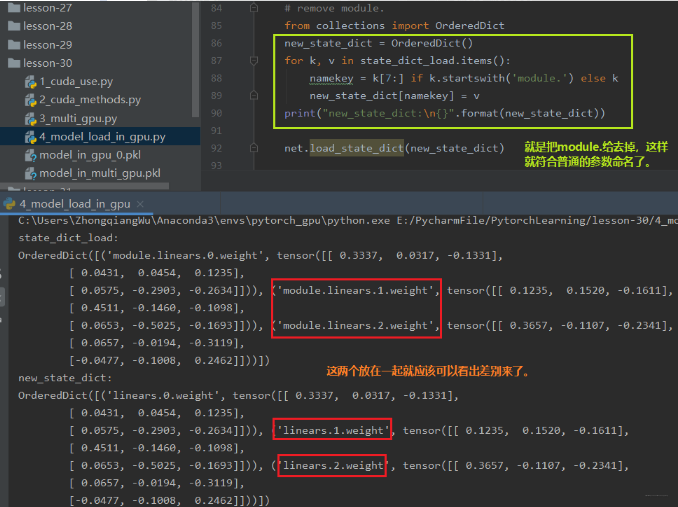 lesson-27
lesson-28
lesson-29
lesson-30
1_cuda_use.py
2_cuda_methods.py
3_multi_gpu.py
4_model_load_in_gpu.py
model_in_gpu_0.pkl
model_in_multi_gpu.pkl
84 # remove module.
85 from collections import OrderedDict
86 new_state_dict = OrderedDict()
87 for k, v in state_dict_load.items():
88 namekey = k[7:] if k.startswith('module.') else k
89 new_state_dict[namekey] = v
90 print("new_state_dict:\n{}".format(new_state_dict))
91
92 net.load_state_dict(new_state_dict)
93
就是把module.给去掉，这样
就符合普通的参数命名了。
4_model_load_in_gpu ×
C:\Users\ZhongqiangWu\Anaconda3\envs\pytorch_gpu\python.exe E:/PycharmFile/PytorchLearning/lesson-30/4_mo
state_dict_load:
OrderedDict([('module.linears.0.weight', tensor([[ 0.3337, 0.0317, -0.1331],
[ 0.0431, 0.0454, 0.1235],
[ 0.0575, -0.2903, -0.2634]])), ('module.linears.1.weight', tensor([[ 0.1235, 0.1520, -0.1611],
[ 0.4511, -0.1460, -0.1098],
[ 0.0653, -0.5025, -0.1693]])), ('module.linears.2.weight', tensor([[ 0.3657, -0.1107, -0.2341],
[ 0.0657, -0.0194, -0.3119],
[-0.0477, -0.1008, 0.2462]]))])
这两个放在一起就应该可以看出差别来了。
new_state_dict:
OrderedDict([('linears.0.weight', tensor([[ 0.3337, 0.0317, -0.1331],
[ 0.0431, 0.0454, 0.1235],
[ 0.0575, -0.2903, -0.2634]])), ('linears.1.weight', tensor([[ 0.1235, 0.1520, -0.1611],
[ 0.4511, -0.1460, -0.1098],
[ 0.0653, -0.5025, -0.1693]])), ('linears.2.weight', tensor([[ 0.3657, -0.1107, -0.2341],
[ 0.0657, -0.0194, -0.3119],
[-0.0477, -0.1008, 0.2462]]))])